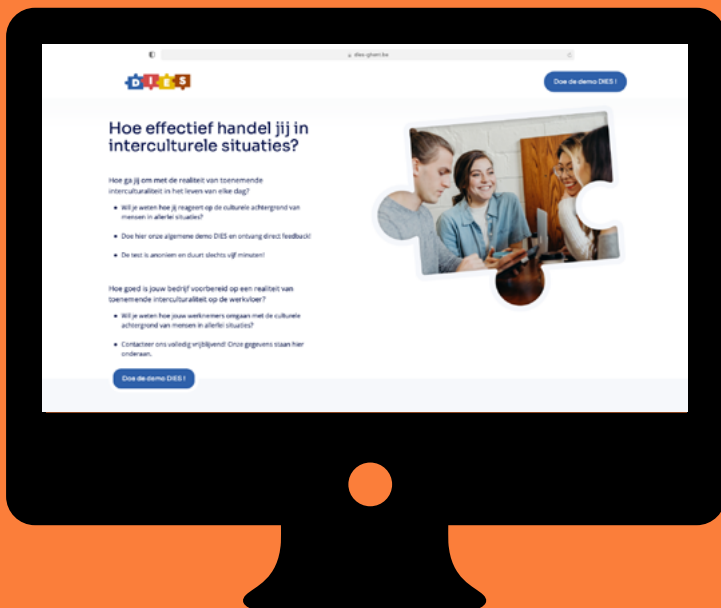 dies-ghent.be
DIES
Doe de demo DIES !
Hoe effectief handel jij in
interculturele situaties?
Hoe ga jij om met de realiteit van toenemende
interculturaliteit in het leven van elke dag?
Wil je weten hoe jij reageert op de culturele achtergrond van
mensen in allerlei situaties?
Doe hier onze algemene demo DIES en ontvang direct feedback!
De test is anoniem en duurt slechts vijf minuten!
Hoe goed is jouw bedrijf voorbereid op een realiteit van
toenemende interculturaliteit op de werkvloer?
Wil je weten hoe jouw werknemers omgaan met de culturele
achtergrond van mensen in allerlei situaties?
Contacteer ons volledig vrijblijvend! Onze gegevens staan hier
onderaan.
Doe de demo DIES !